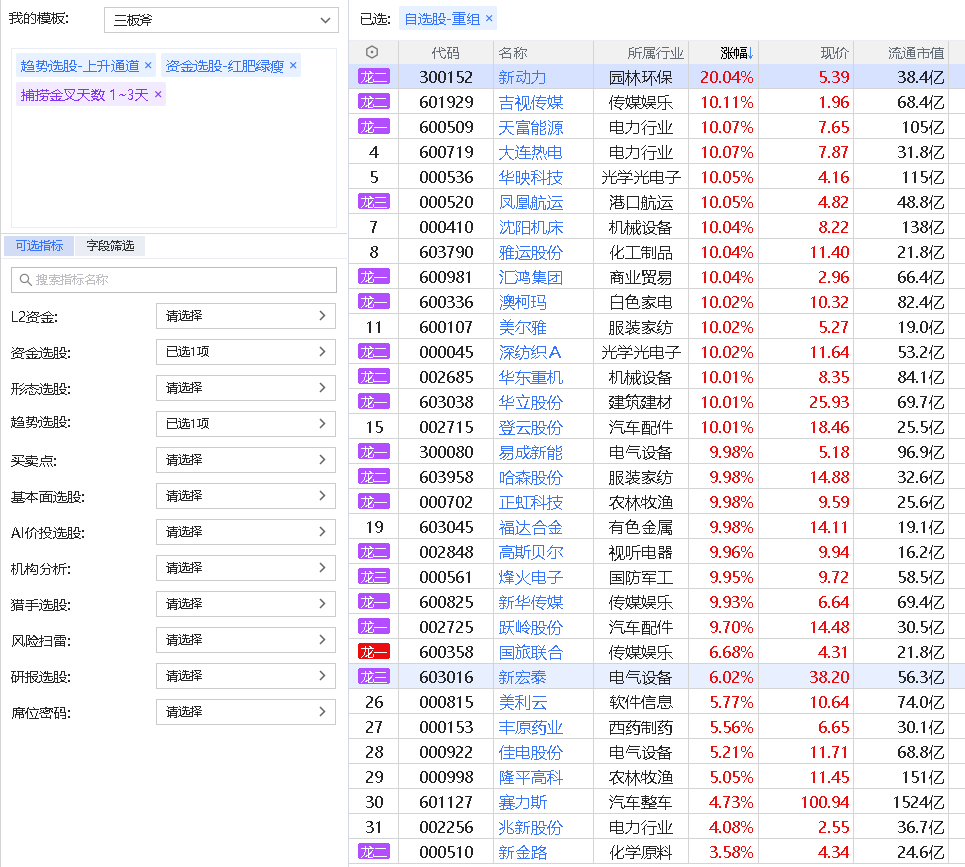 我的模板: 三板斧
趋势选股-上升通道 × 资金选股-红肥绿瘦 ×
捕捞金叉天数 1~3天 ×
可选指标 字段筛选
搜索指标名称
L2资金: 请选择
资金选股: 已选1项
形态选股: 请选择
趋势选股: 已选1项
买卖点: 请选择
基本面选股: 请选择
AI价投选股: 请选择
机构分析: 请选择
猎手选股: 请选择
风险扫雷: 请选择
研报选股: 请选择
席位密码: 请选择
已选: 自选股-重组 ×
代码 名称 所属行业 涨幅↓ 现价 流通市值
龙二 300152 新动力 园林环保 20.04% 5.39 38.4亿
龙二 601929 吉视传媒 传媒娱乐 10.11% 1.96 68.4亿
龙一 600509 天富能源 电力行业 10.07% 7.65 105亿
4 600719 大连热电 电力行业 10.07% 7.87 31.8亿
5 000536 华映科技 光学光电子 10.05% 4.16 115亿
龙三 000520 凤凰航运 港口航运 10.05% 4.82 48.8亿
7 000410 沈阳机床 机械设备 10.04% 8.22 138亿
8 603790 雅运股份 化工制品 10.04% 11.40 21.8亿
龙一 600981 汇鸿集团 商业贸易 10.04% 2.96 66.4亿
龙一 600336 澳柯玛 白色家电 10.02% 10.32 82.4亿
11 600107 美尔雅 服装家纺 10.02% 5.27 19.0亿
龙二 000045 深纺织A 光学光电子 10.02% 11.64 53.2亿
龙二 002685 华东重机 机械设备 10.01% 8.35 84.1亿
龙一 603038 华立股份 建筑建材 10.01% 25.93 69.7亿
15 002715 登云股份 汽车配件 10.01% 18.46 25.5亿
龙一 300080 易成新能 电气设备 9.98% 5.18 96.9亿
龙二 603958 哈森股份 服装家纺 9.98% 14.88 32.6亿
龙一 000702 正虹科技 农林牧渔 9.98% 9.59 25.6亿
19 603045 福达合金 有色金属 9.98% 14.11 19.1亿
龙二 002848 高斯贝尔 视听电器 9.96% 9.94 16.2亿
龙三 000561 烽火电子 国防军工 9.95% 9.72 58.5亿
龙一 600825 新华传媒 传媒娱乐 9.93% 6.64 69.4亿
龙一 002725 跃岭股份 汽车配件 9.70% 14.48 30.5亿
龙一 600358 国旅联合 传媒娱乐 6.68% 4.31 21.8亿
龙三 603016 新宏泰 电气设备 6.02% 38.20 56.3亿
26 000815 美利云 软件信息 5.77% 10.64 74.0亿
27 000153 丰原药业 西药制药 5.56% 6.65 30.1亿
28 000922 佳电股份 电气设备 5.21% 11.71 68.8亿
29 000998 隆平高科 农林牧渔 5.05% 11.45 151亿
30 601127 赛力斯 汽车整车 4.73% 100.94 1524亿
31 002256 兆新股份 电力行业 4.08% 2.55 36.7亿
龙二 000510 新金路 化学原料 3.58% 4.34 24.6亿